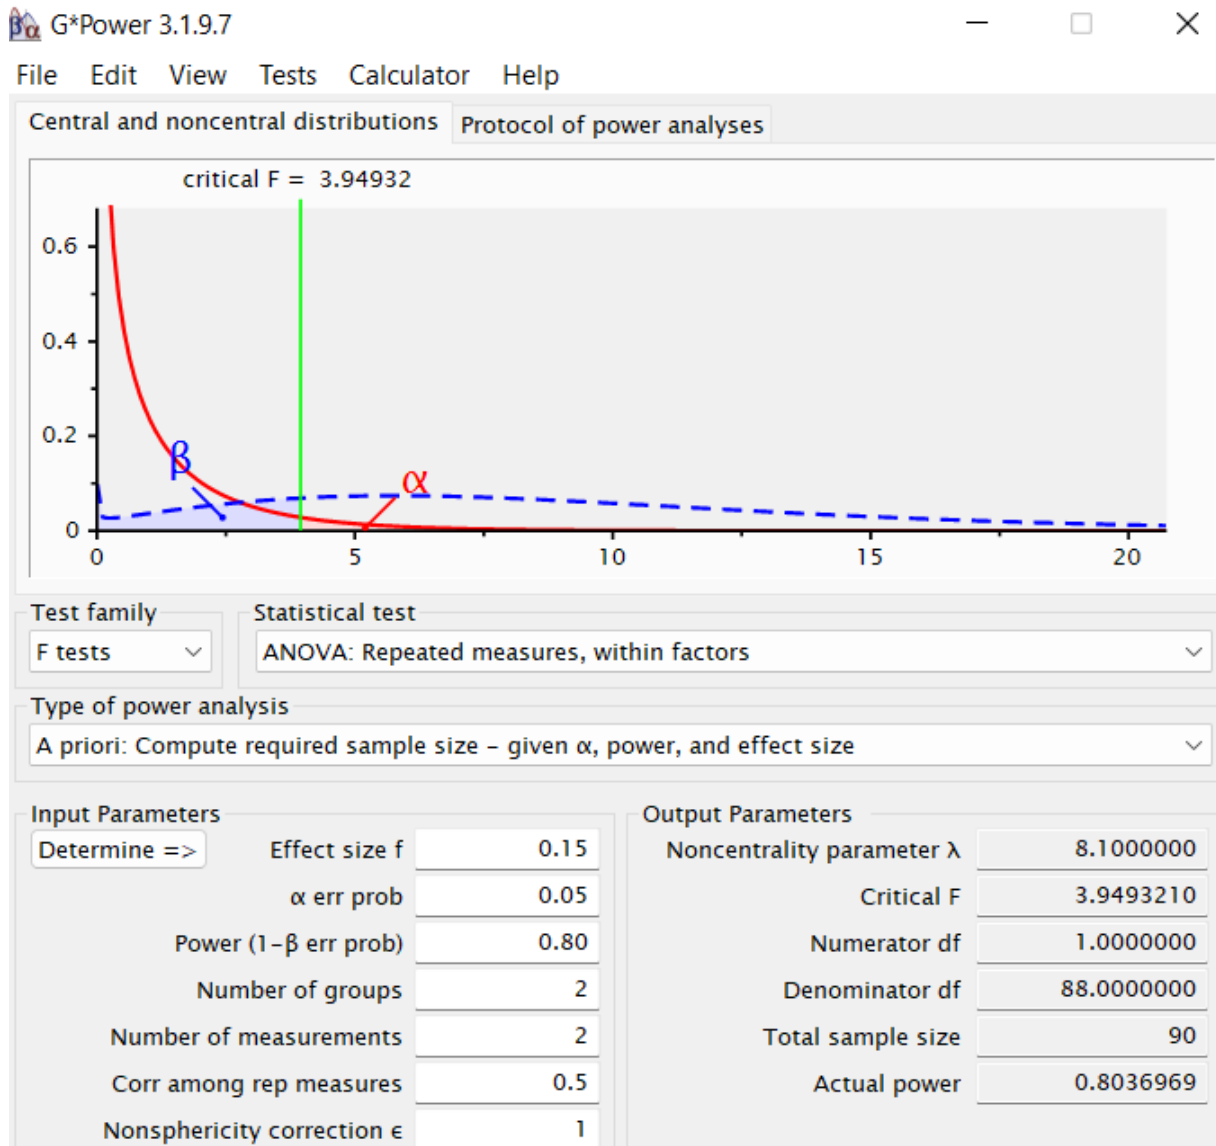 G*Power 3.1.9.7
File Edit View Tests Calculator Help
Central and noncentral distributions Protocol of power analyses
critical F = 3.94932
0.6
0.4
0.2
β
α
0
0 5 10 15 20
Test family Statistical test
F tests ANOVA: Repeated measures, within factors
Type of power analysis
A priori: Compute required sample size – given α, power, and effect size
Input Parameters Output Parameters
Determine => Effect size f 0.15 Noncentrality parameter λ 8.1000000
α err prob 0.05 Critical F 3.9493210
Power (1-β err prob) 0.80 Numerator df 1.0000000
Number of groups 2 Denominator df 88.0000000
Number of measurements 2 Total sample size 90
Corr among rep measures 0.5 Actual power 0.8036969
Nonsphericity correction ϵ 1